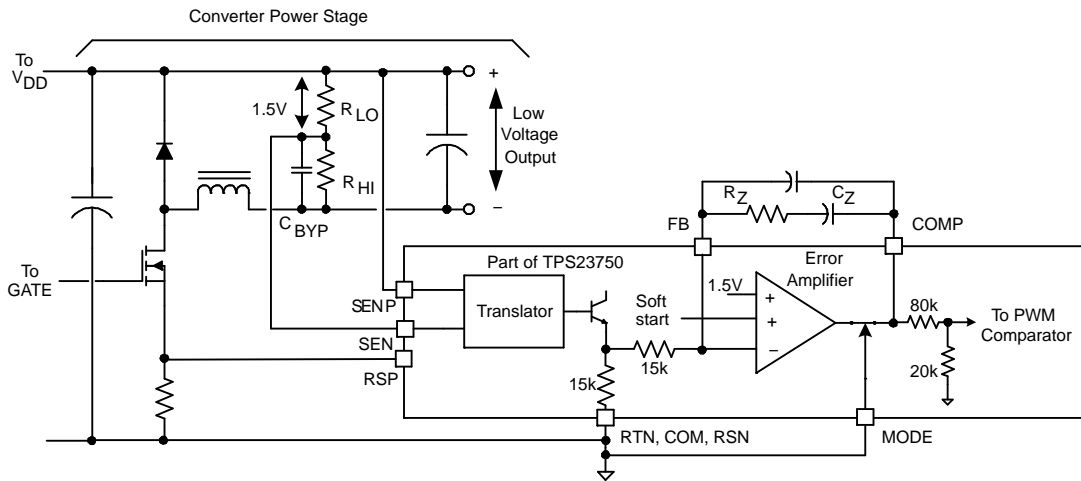 Converter Power Stage
To
VDD
1.5V
RLO
RHI
CBYP
+
Low
Voltage
Output
−
To
GATE
RZ
CZ
FB
COMP
Part of TPS23750
Error
Amplifier
SENP
Translator
Soft
start
1.5V
+
+
−
80k
To PWM
Comparator
SEN
RSP
15k
15k
20k
RTN, COM, RSN
MODE